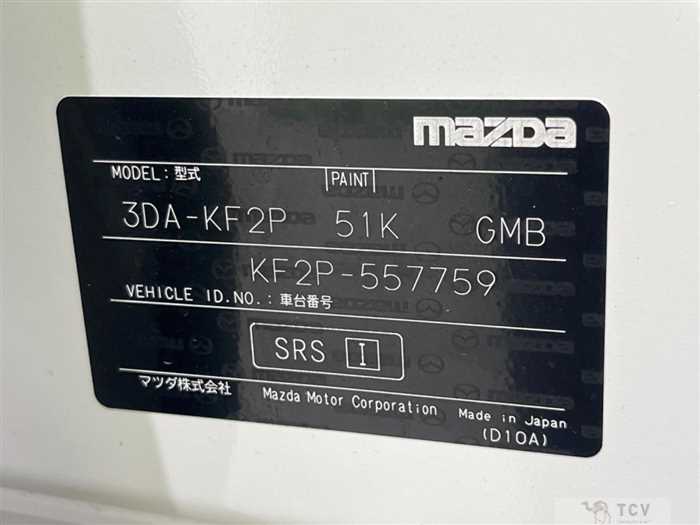 mazda
MODEL：型式 PAINT
3DA-KF2P 51K GMB
KF2P-557759
VEHICLE ID.NO.：車台番号
SRS I
マツダ株式会社 Mazda Motor Corporation Made in Japan
(D10A)
TCV